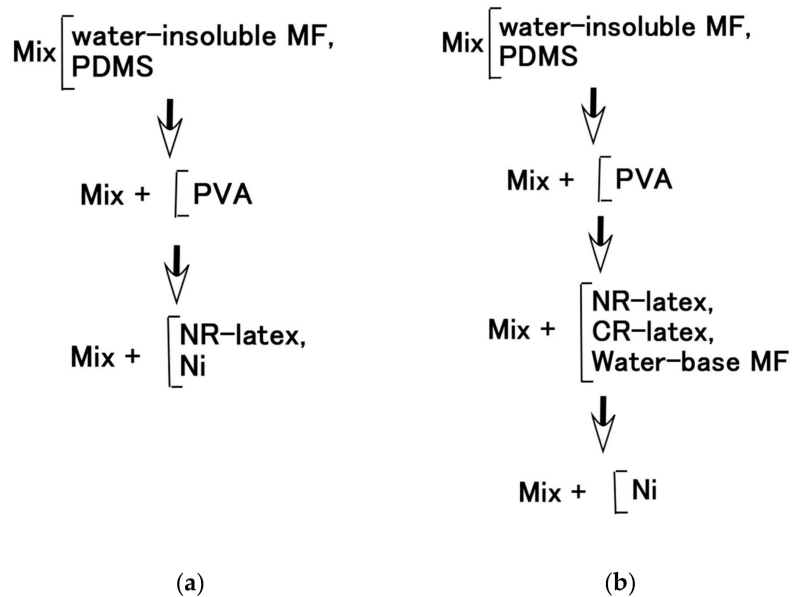 Mix water-insoluble MF,
PDMS
Mix + PVA
Mix + NR-latex,
Ni
(a)
Mix water-insoluble MF,
PDMS
Mix + PVA
Mix + NR-latex,
CR-latex,
Water-base MF
Mix + Ni
(b)